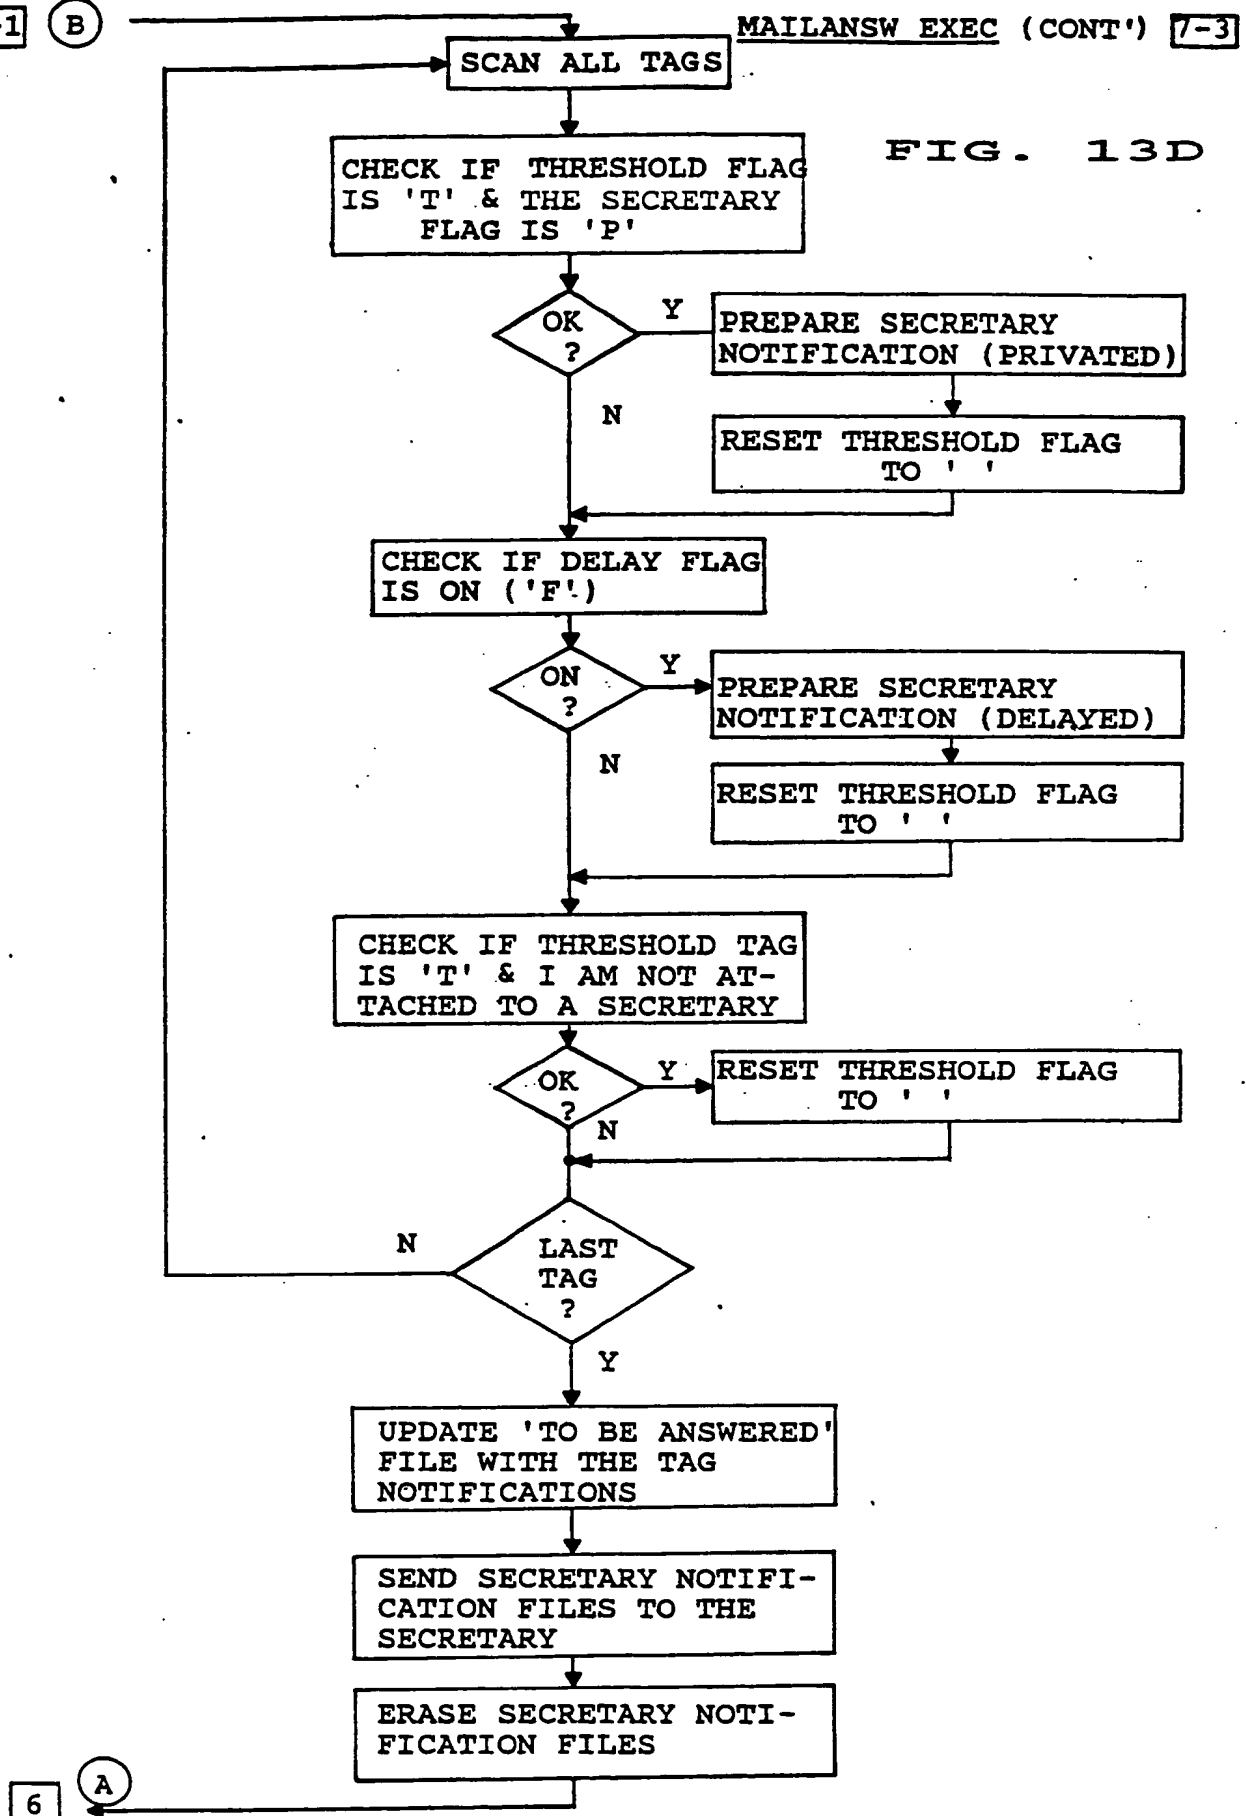 -1 B MAILANSW EXEC (CONT') 7-3
SCAN ALL TAGS
FIG. 13D
CHECK IF THRESHOLD FLAG
IS 'T' & THE SECRETARY
FLAG IS 'P'
OK
?
Y
N
PREPARE SECRETARY
NOTIFICATION (PRIVATED)
RESET THRESHOLD FLAG
TO ' '
CHECK IF DELAY FLAG
IS ON ('F')
ON
?
Y
N
PREPARE SECRETARY
NOTIFICATION (DELAYED)
RESET THRESHOLD FLAG
TO ' '
CHECK IF THRESHOLD TAG
IS 'T' & I AM NOT AT-
TACHED TO A SECRETARY
OK
?
Y
N
RESET THRESHOLD FLAG
TO ' '
LAST
TAG
?
N
Y
UPDATE 'TO BE ANSWERED'
FILE WITH THE TAG
NOTIFICATIONS
SEND SECRETARY NOTIFI-
CATION FILES TO THE
SECRETARY
ERASE SECRETARY NOTI-
FICATION FILES
A
6